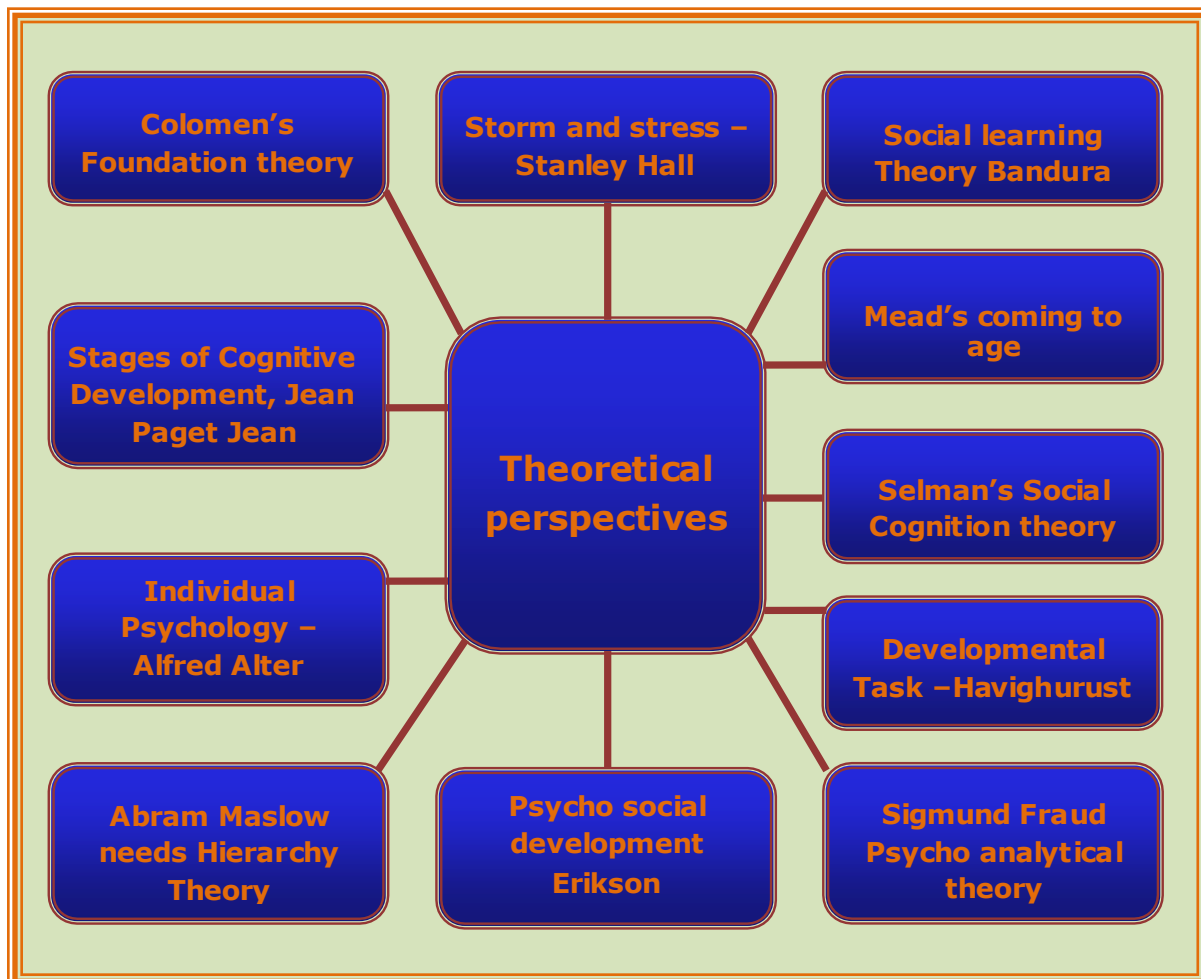 Colomen’s
Foundation theory
Storm and stress –
Stanley Hall
Social learning
Theory Bandura
Mead’s coming to
age
Stages of Cognitive
Development, Jean
Paget Jean
Theoretical
perspectives
Selman’s Social
Cognition theory
Individual
Psychology –
Alfred Alter
Developmental
Task –Havighurust
Abram Maslow
needs Hierarchy
Theory
Psycho social
development
Erikson
Sigmund Fraud
Psycho analytical
theory